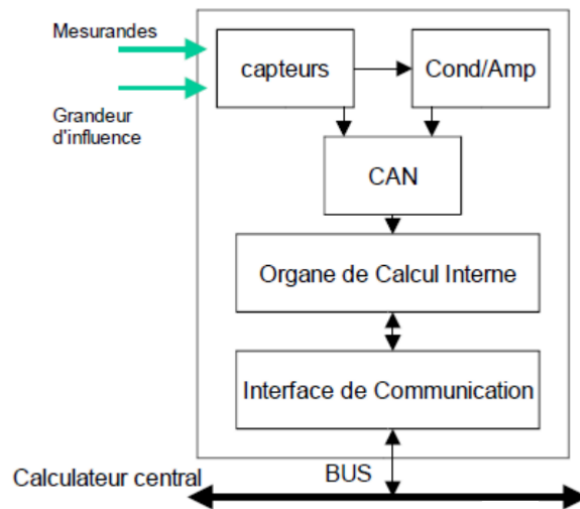 Mesurandes
capteurs
Cond/Amp
Grandeur
d'influence
CAN
Organe de Calcul Interne
Interface de Communication
Calculateur central
BUS